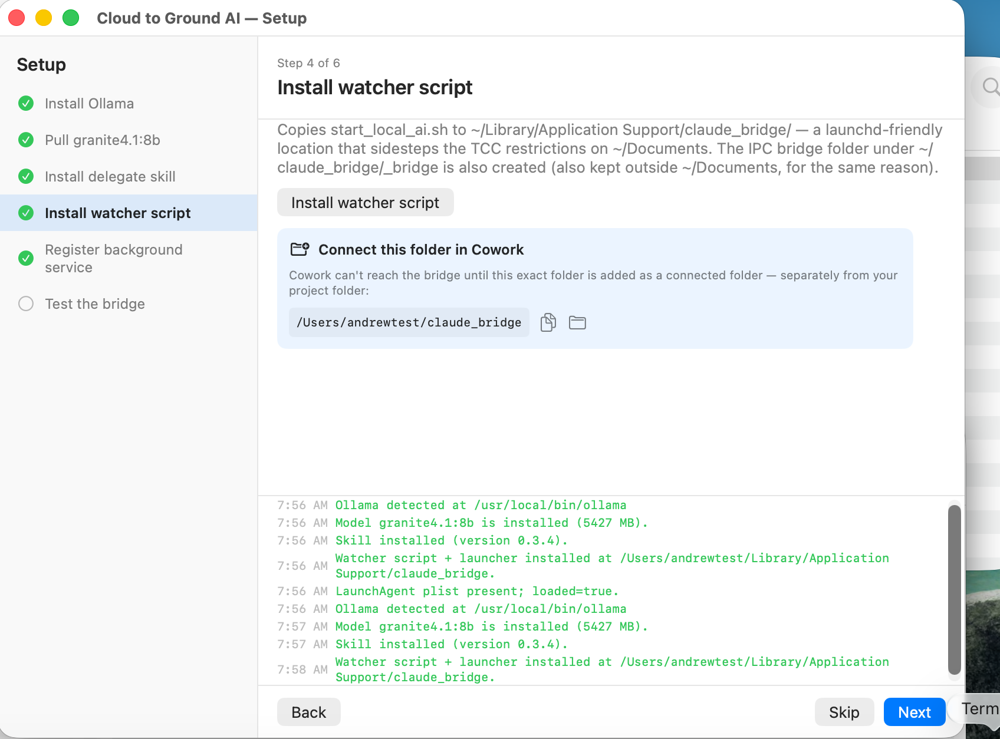 Cloud to Ground AI — Setup
Setup
Install Ollama
Pull granite4.1:8b
Install delegate skill
Install watcher script
Register background
service
Test the bridge
Step 4 of 6
Install watcher script
Copies start_local_ai.sh to ~/Library/Application Support/claude_bridge/ — a launchd-friendly
location that sidesteps the TCC restrictions on ~/Documents. The IPC bridge folder under ~/
claude_bridge/_bridge is also created (also kept outside ~/Documents, for the same reason).
Install watcher script
Connect this folder in Cowork
Cowork can't reach the bridge until this exact folder is added as a connected folder — separately from your
project folder:
/Users/andrewtest/claude_bridge
7:56 AM Ollama detected at /usr/local/bin/ollama
7:56 AM Model granite4.1:8b is installed (5427 MB).
7:56 AM Skill installed (version 0.3.4).
7:56 AM Watcher script + launcher installed at /Users/andrewtest/Library/Application
Support/claude_bridge.
7:56 AM LaunchAgent plist present; loaded=true.
7:56 AM Ollama detected at /usr/local/bin/ollama
7:57 AM Model granite4.1:8b is installed (5427 MB).
7:57 AM Skill installed (version 0.3.4).
7:58 AM Watcher script + launcher installed at /Users/andrewtest/Library/Application
Support/claude_bridge.
Back
Skip
Next
Term